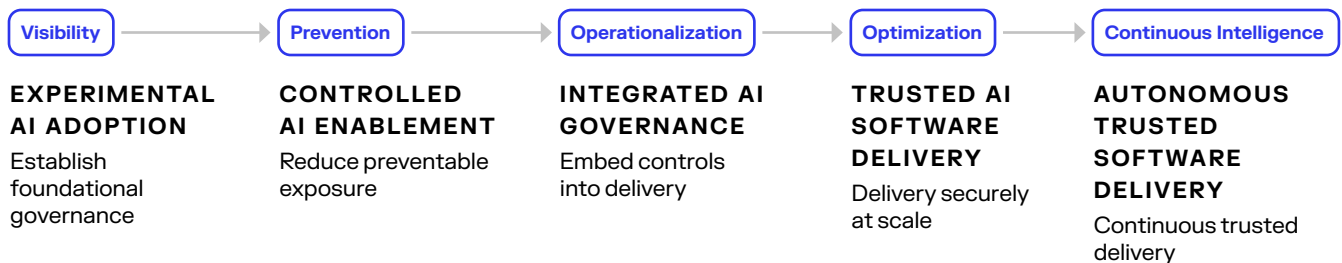 Visibility
Prevention
Operationalization
Optimization
Continuous Intelligence
EXPERIMENTAL
AI ADOPTION
Establish
foundational
governance
CONTROLLED
AI ENABLEMENT
Reduce preventable
exposure
INTEGRATED AI
GOVERNANCE
Embed controls
into delivery
TRUSTED AI
SOFTWARE
DELIVERY
Delivery securely
at scale
AUTONOMOUS
TRUSTED
SOFTWARE
DELIVERY
Continuous trusted
delivery